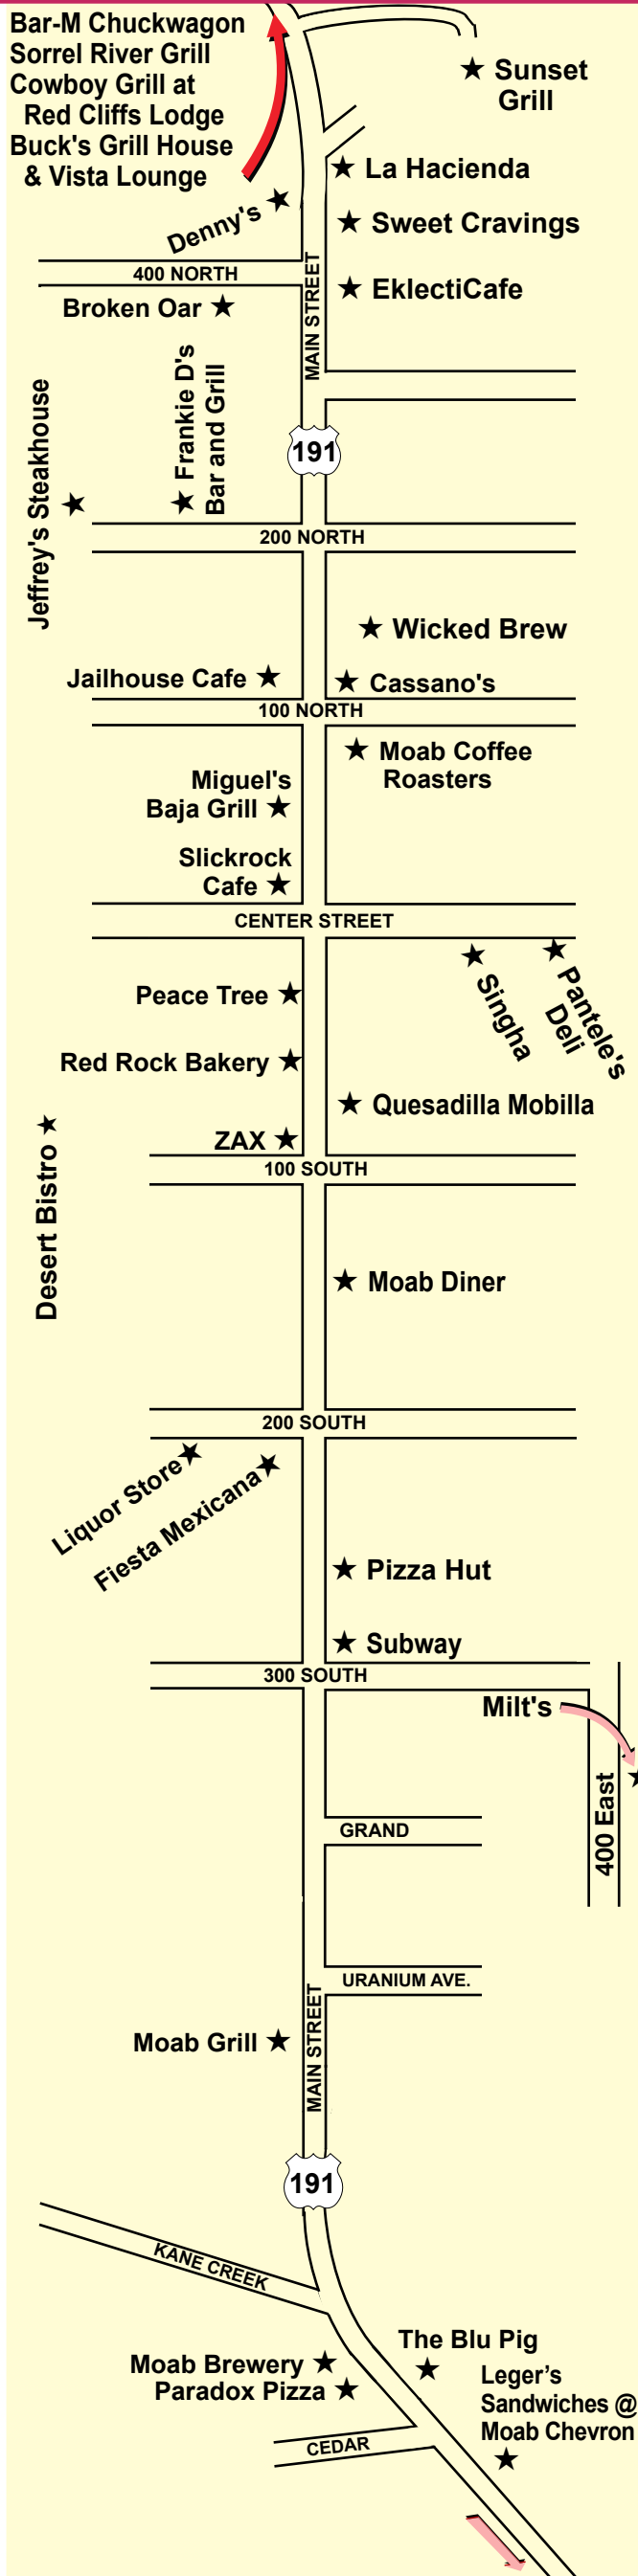 Bar-M Chuckwagon
Sorrel River Grill
Cowboy Grill at
Red Cliffs Lodge
Buck's Grill House
& Vista Lounge
Sunset
Grill
La Hacienda
Denny's
Sweet Cravings
400 NORTH
MAIN STREET
EklectiCafe
Broken Oar
Frankie D's
Bar and Grill
Jeffrey's Steakhouse
191
200 NORTH
Wicked Brew
Jailhouse Cafe
Cassano's
100 NORTH
Moab Coffee
Roasters
Miguel's
Baja Grill
Slickrock
Cafe
CENTER STREET
Singha
Pantele's
Deli
Peace Tree
Red Rock Bakery
Quesadilla Mobilla
ZAX
Desert Bistro
100 SOUTH
Moab Diner
200 SOUTH
Liquor Store
Fiesta Mexicana
Pizza Hut
Subway
300 SOUTH
Milt's
400 East
GRAND
URANIUM AVE.
MAIN STREET
Moab Grill
191
KANE CREEK
The Blu Pig
Moab Brewery
Paradox Pizza
Leger’s
Sandwiches @
Moab Chevron
CEDAR